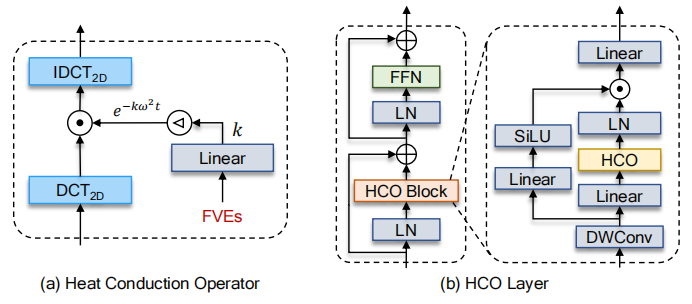 IDCT2D
e^{-kω²t}
k
Linear
DCT2D
FVEs
(a) Heat Conduction Operator
FFN
LN
HCO Block
LN
Linear
LN
SiLU
HCO
Linear
Linear
DWConv
(b) HCO Layer